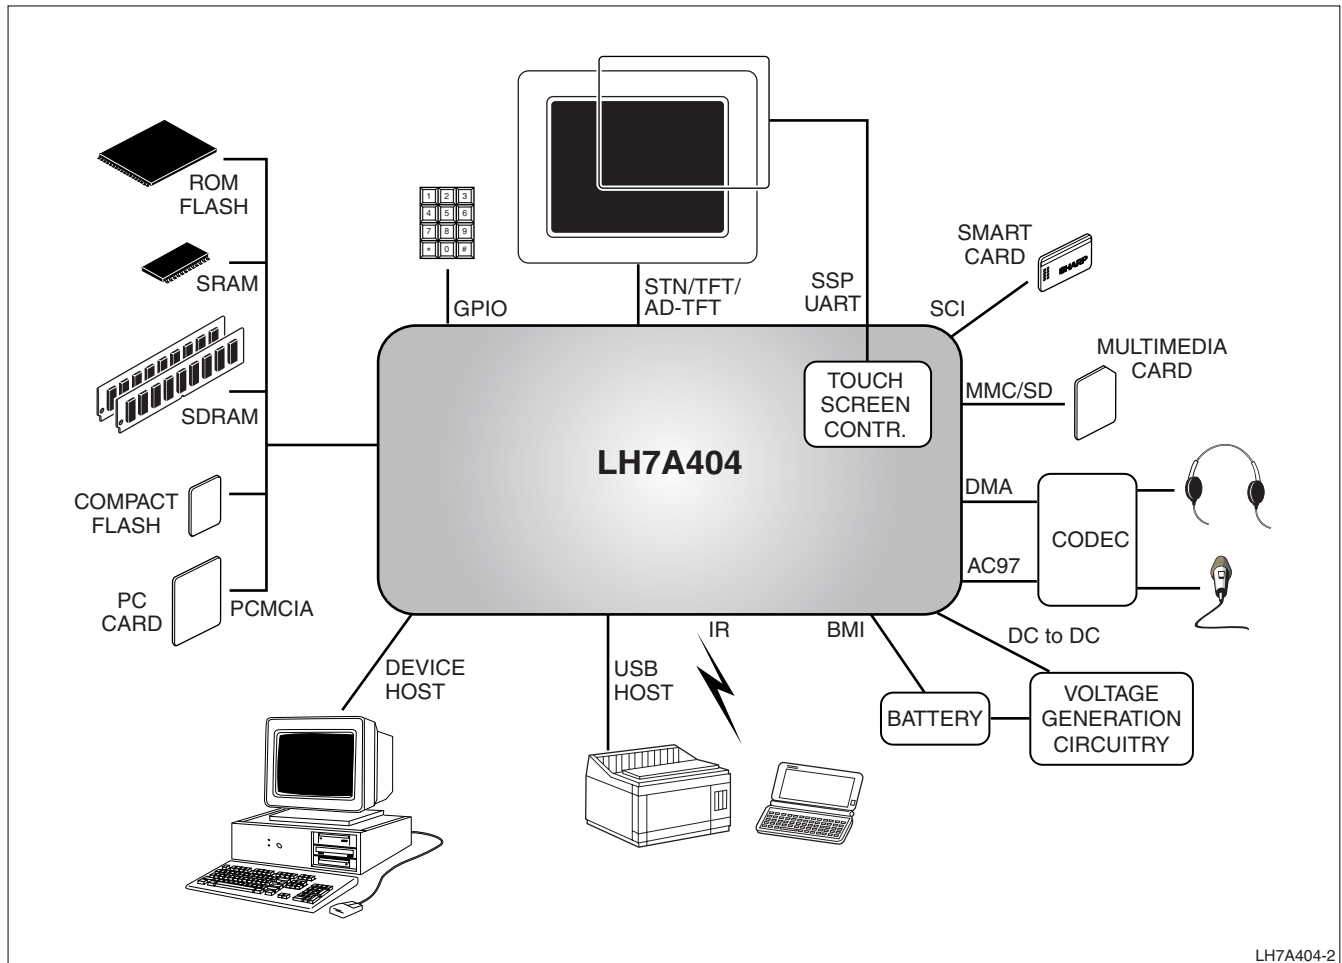 ROM
FLASH
SRAM
SDRAM
COMPACT
FLASH
PC
CARD
PCMCIA
1 2 3
4 5 6
7 8 9
* 0 #
GPIO
STN/TFT/
AD-TFT
SSP
UART
SCI
SMART
CARD
SHARP
MULTIMEDIA
CARD
MMC/SD
TOUCH
SCREEN
CONTR.
LH7A404
DMA
CODEC
AC97
DEVICE
HOST
USB
HOST
IR
BMI
DC to DC
BATTERY
VOLTAGE
GENERATION
CIRCUITRY
LH7A404-2